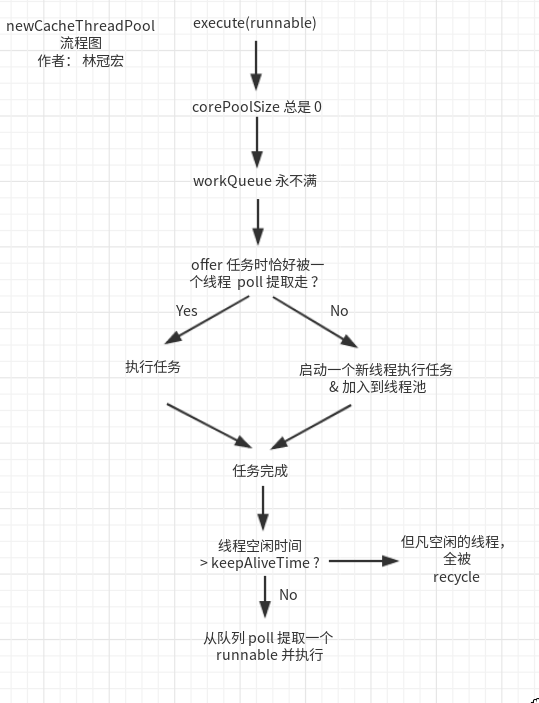 newCacheThreadPool
流程图
作者： 林冠宏
execute(runnable)
corePoolSize 总是 0
workQueue 永不满
offer 任务时恰好被一
个线程 poll 提取走？
Yes
No
执行任务
启动一个新线程执行任务
& 加入到线程池
任务完成
线程空闲时间
> keepAliveTime ?
但凡空闲的线程，
全被
recycle
No
从队列 poll 提取一个
runnable 并执行